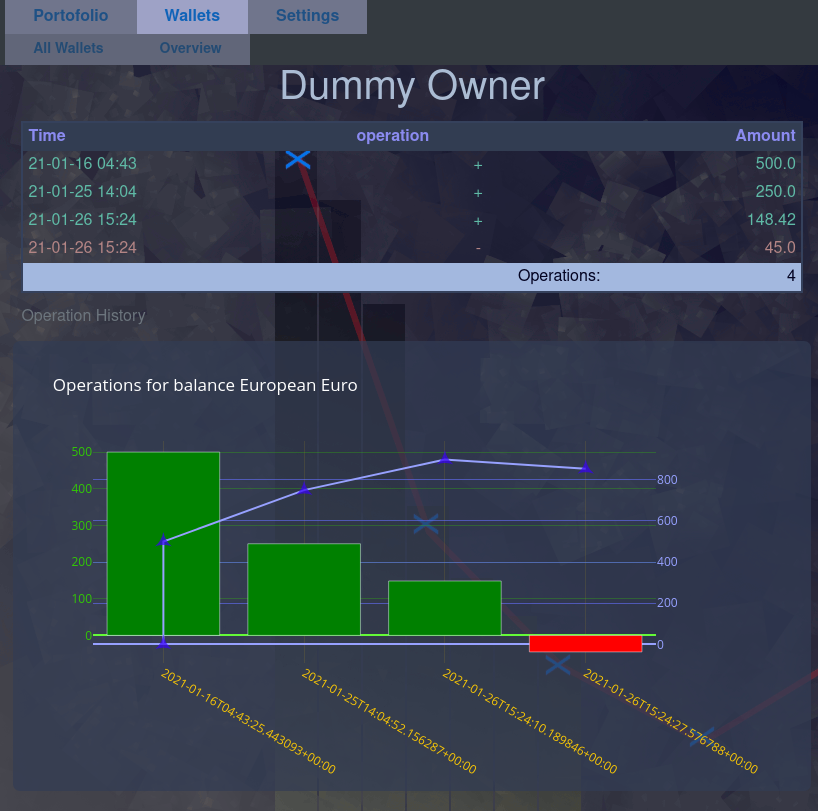 Portofolio Wallets Settings
All Wallets Overview
Dummy Owner
Time operation Amount
21-01-16 04:43 + 500.0
21-01-25 14:04 + 250.0
21-01-26 15:24 + 148.42
21-01-26 15:24 - 45.0
Operations: 4
Operation History
Operations for balance European Euro
500
400
300
200
100
0
800
600
400
200
0
2021-01-16T04:43:25.443093+00:00
2021-01-25T14:04:52.156287+00:00
2021-01-26T15:24:10.189846+00:00
2021-01-26T15:24:27.576788+00:00